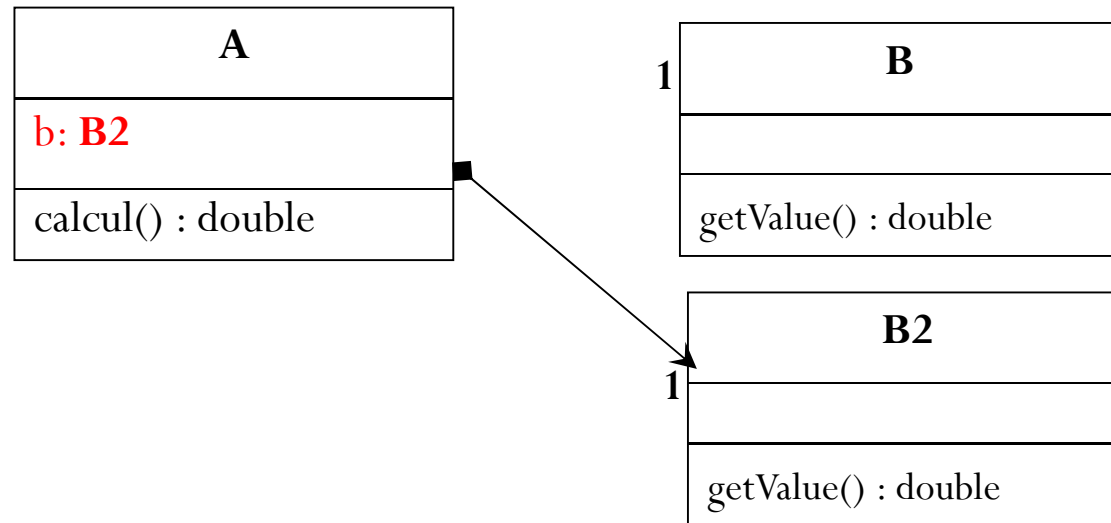 A
b: B2
calcul() : double
1
B
getValue() : double
B2
1
getValue() : double